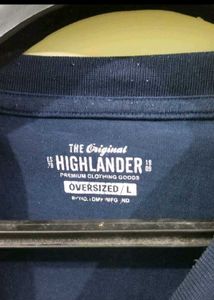 THE Original
HIGHLANDER
PREMIUM CLOTHING GOODS
OVERSIZED / L